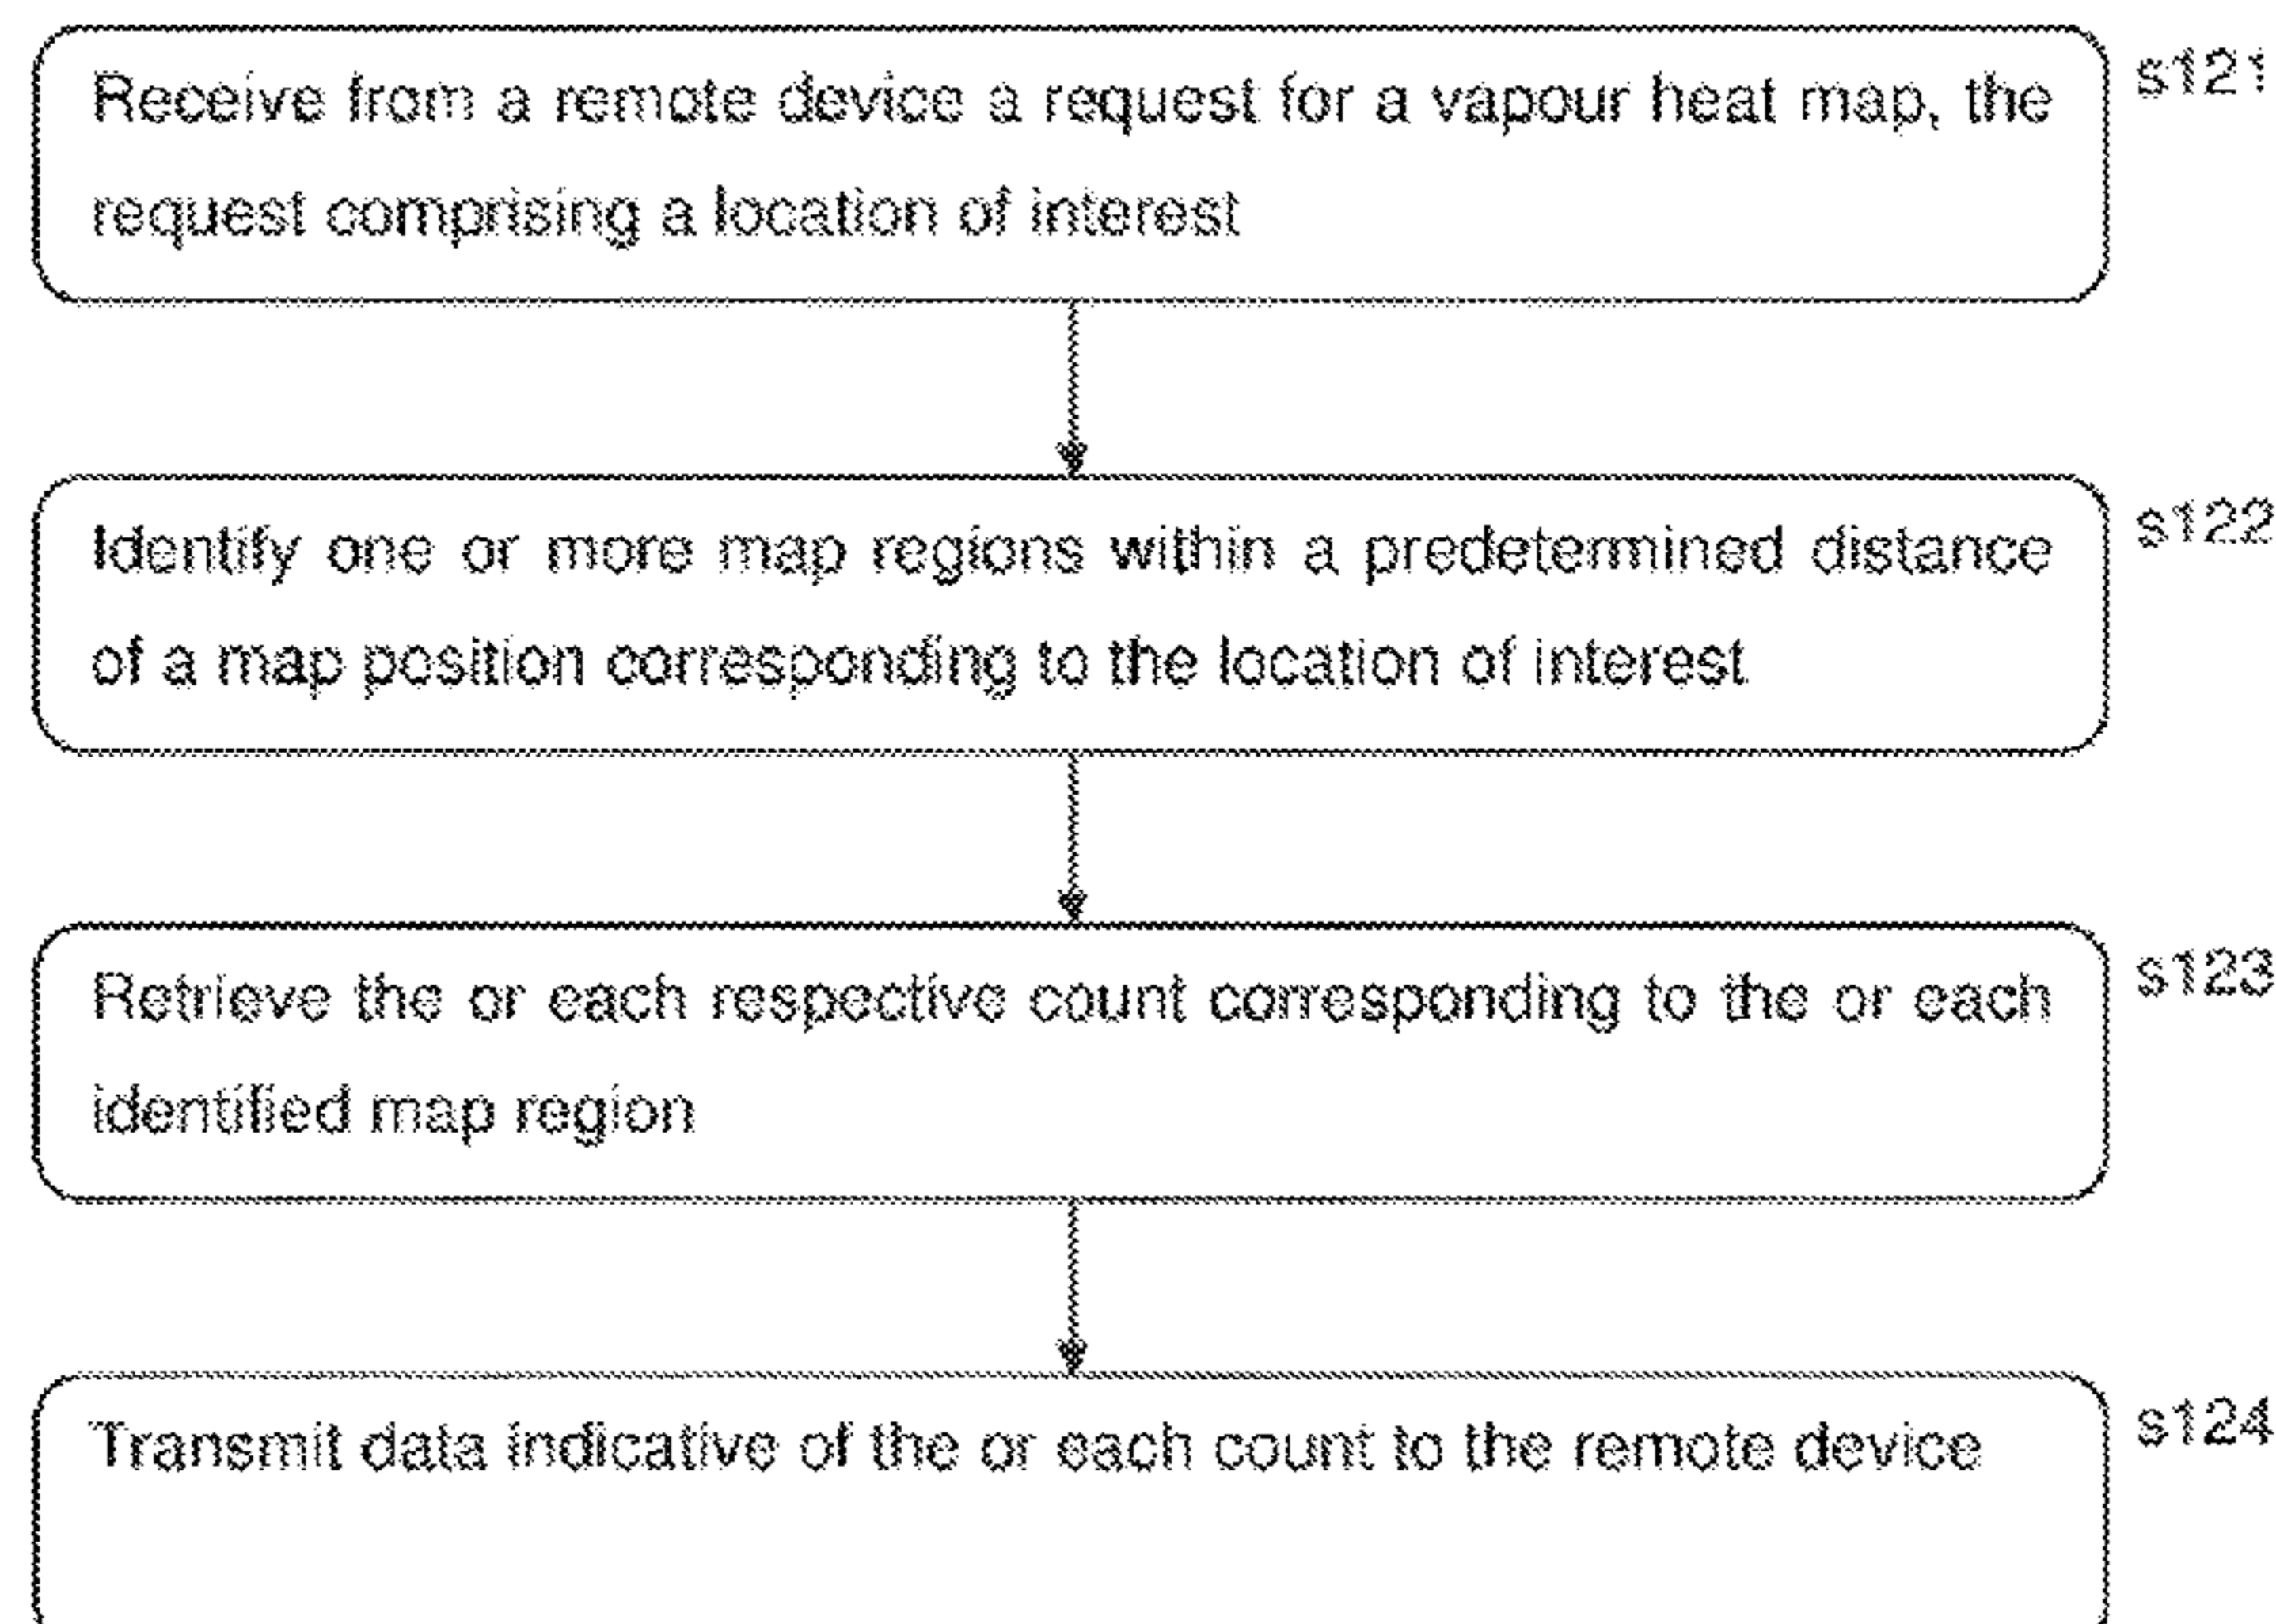 Receive from a remote device a request for a vapour heat map, the
request comprising a location of interest
s121
Identify one or more map regions within a predetermined distance
of a map position corresponding to the location of interest
s122
Retrieve the or each respective count corresponding to the or each
identified map region
s123
Transmit data indicative of the or each count to the remote device
s124